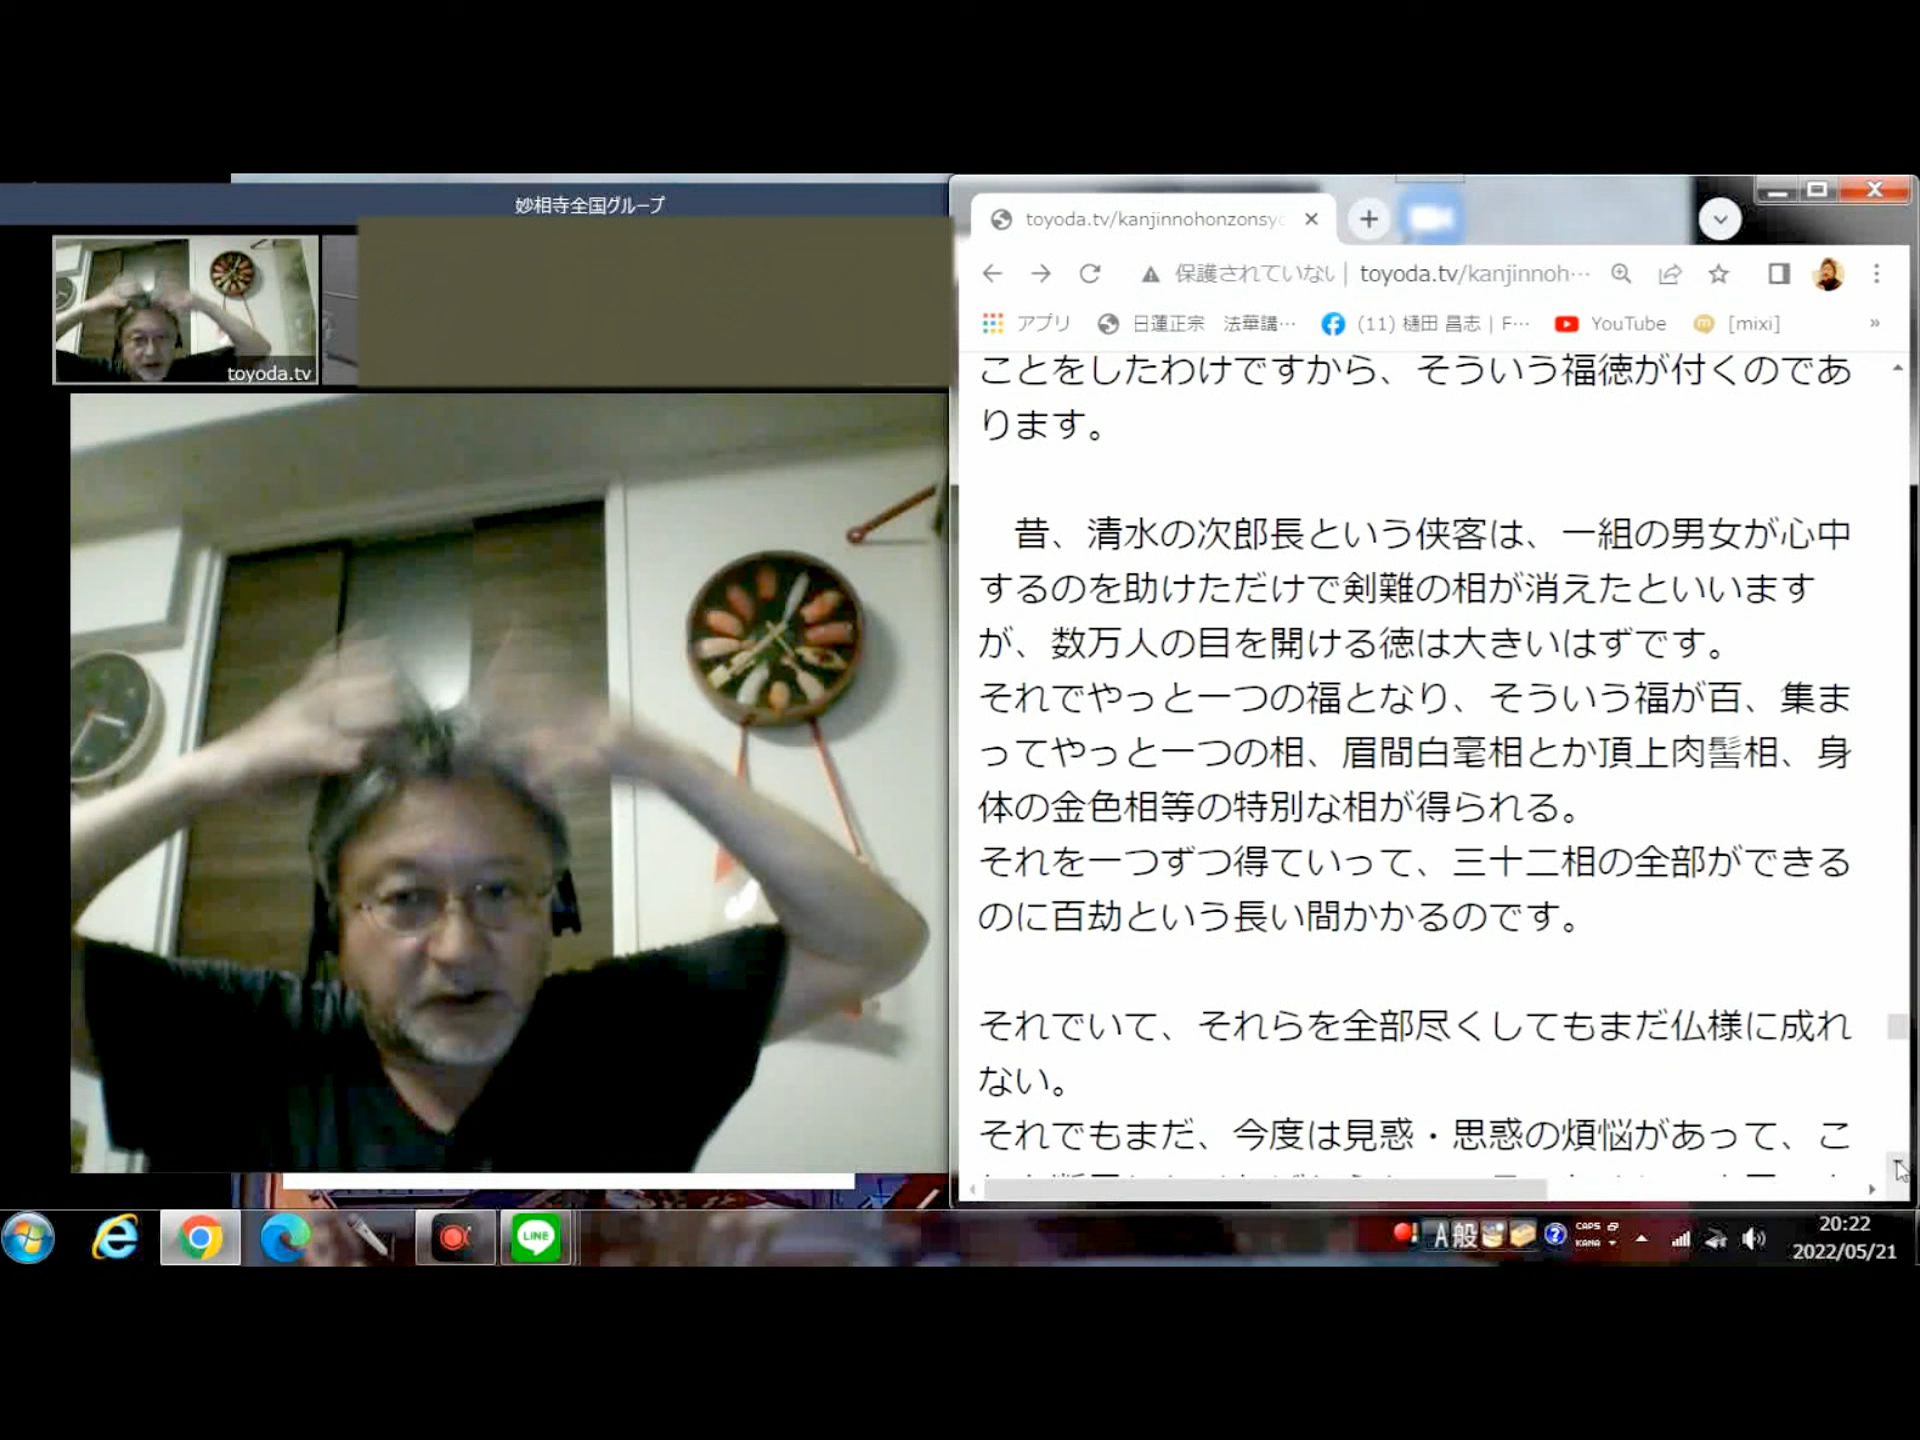 妙相寺全国グループ
toyoda.tv
toyoda.tv/kanjinnohonzonsyo
保護されていない toyoda.tv/kanjinnoh…
アプリ 日蓮正宗 法華講… (11) 樋田 昌志 | F… YouTube [mixi] »
ことをしたわけですから、そういう福徳が付くのであ
ります。
昔、清水の次郎長という侠客は、一組の男女が心中
するのを助けただけで剣難の相が消えたといいます
が、数万人の目を開ける徳は大きいはずです。
それでやっと一つの福となり、そういう福が百、集ま
ってやっと一つの相、眉間白毫相とか頂上肉髻相、身
体の金色相等の特別な相が得られる。
それを一つずつ得ていって、三十二相の全部ができる
のに百劫という長い間かかるのです。
それでいて、それらを全部尽くしてもまだ仏様に成れ
ない。
それでもまだ、今度は見惑・思惑の煩悩があって、こ
LINE
A 般 CAPS KANA
20:22
2022/05/21